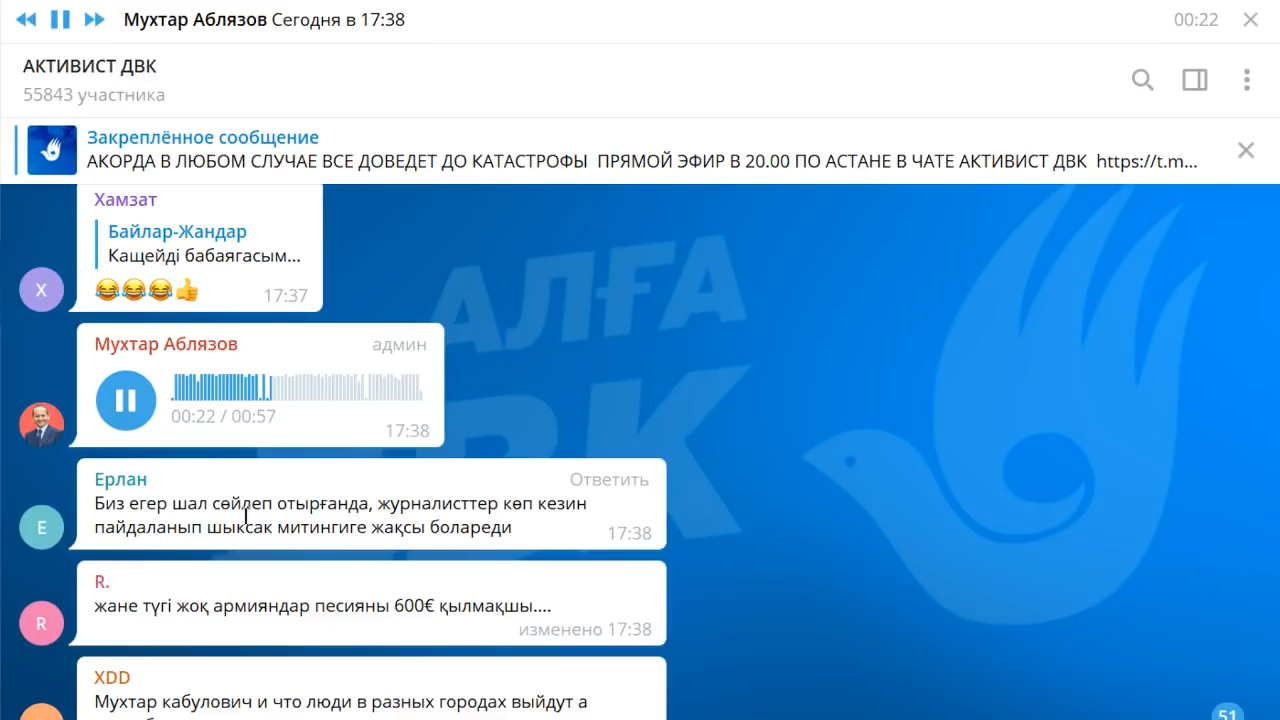 Мухтар Аблязов Сегодня в 17:38
00:22
АКТИВИСТ ДВК
55843 участника
Закреплённое сообщение
АКОРДА В ЛЮБОМ СЛУЧАЕ ВСЕ ДОВЕДЕТ ДО КАТАСТРОФЫ ПРЯМОЙ ЭФИР В 20.00 ПО АСТАНЕ В ЧАТЕ АКТИВИСТ ДВК https://t.m...
Хамзат
Байлар-Жандар
Кащейді бабаягасым...
😂😂😂👍
17:37
X
АЛҒА
ДВК
Мухтар Аблязов
админ
00:22 / 00:57
17:38
Ерлан
Ответить
Биз егер шал сөйлеп отырғанда, журналисттер көп кезин
пайдаланып шыксак митингиге жақсы болареди
17:38
Е
R.
жане түгі жоқ армияндар песияны 600€ қылмақшы....
изменено 17:38
R
XDD
Мухтар кабулович и что люди в разных городах выйдут а
51